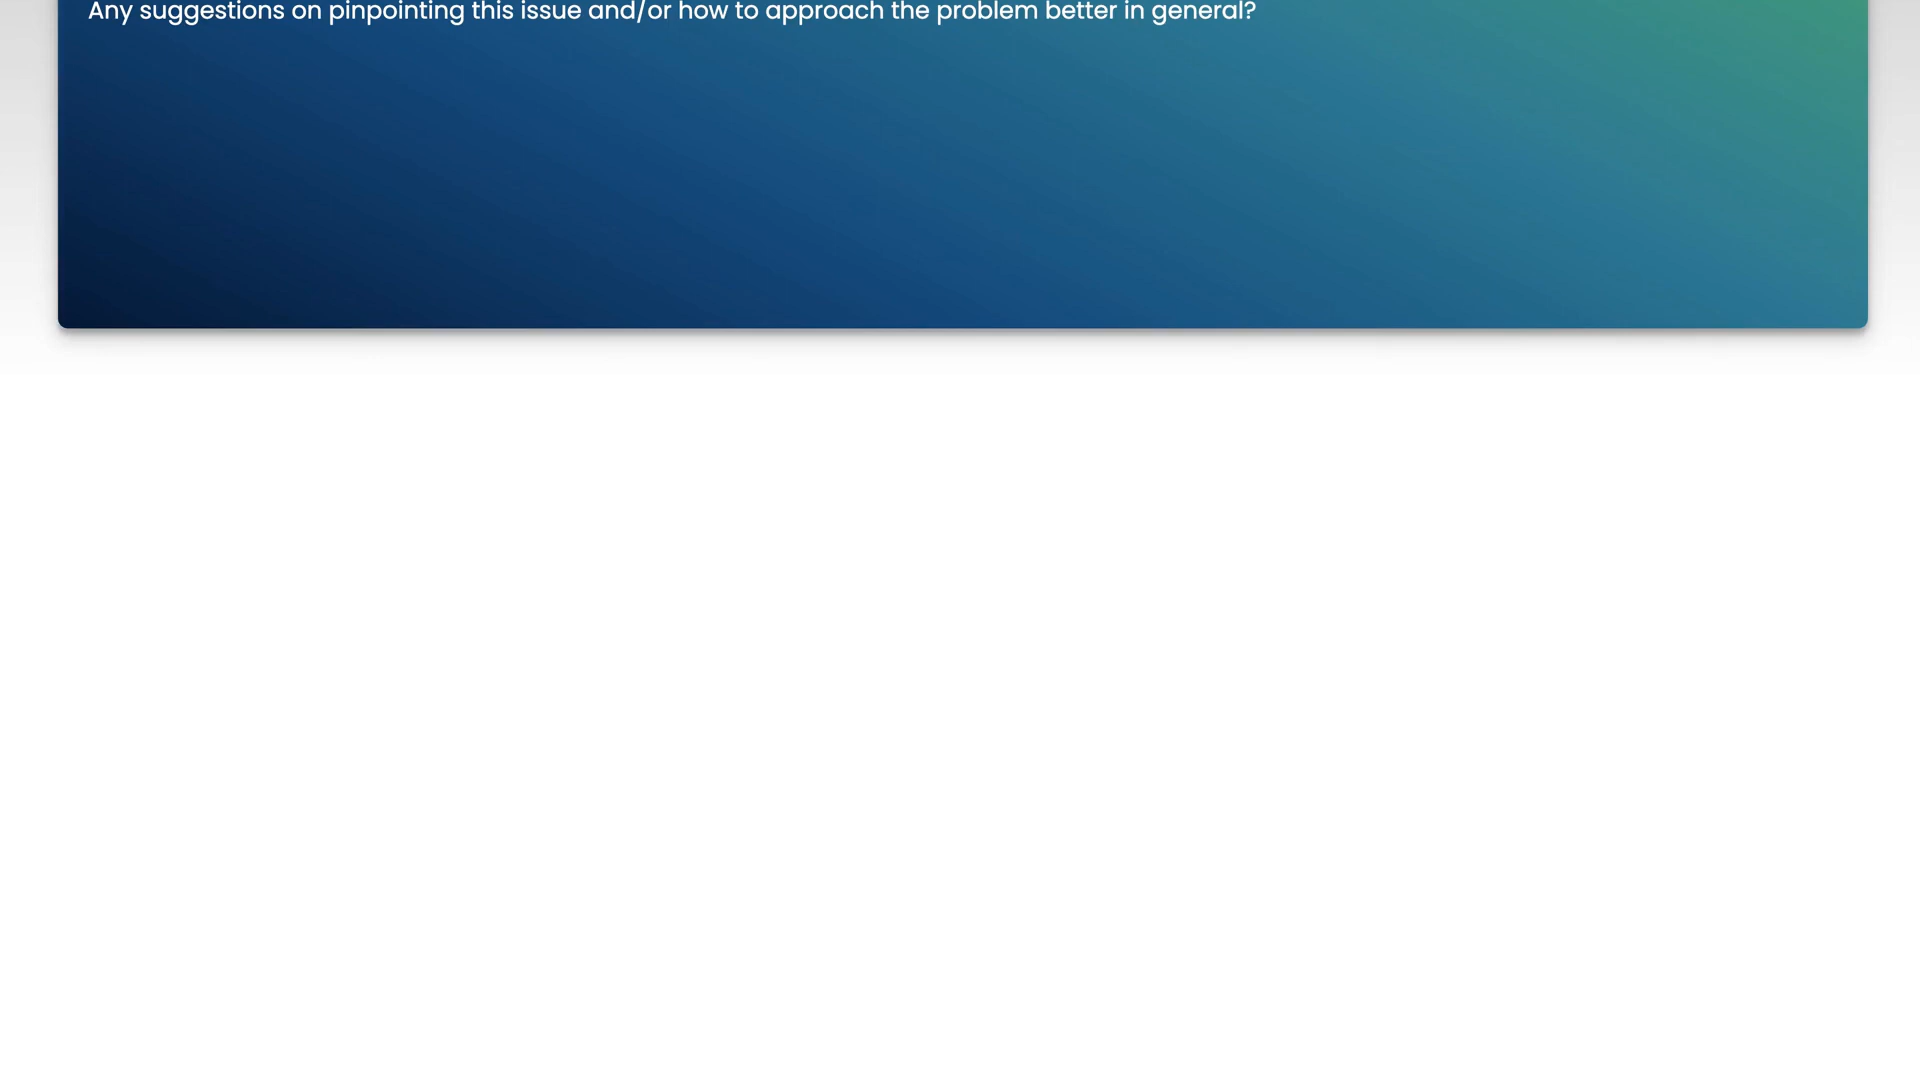 Any suggestions on pinpointing this issue and/or how to approach the problem better in general?